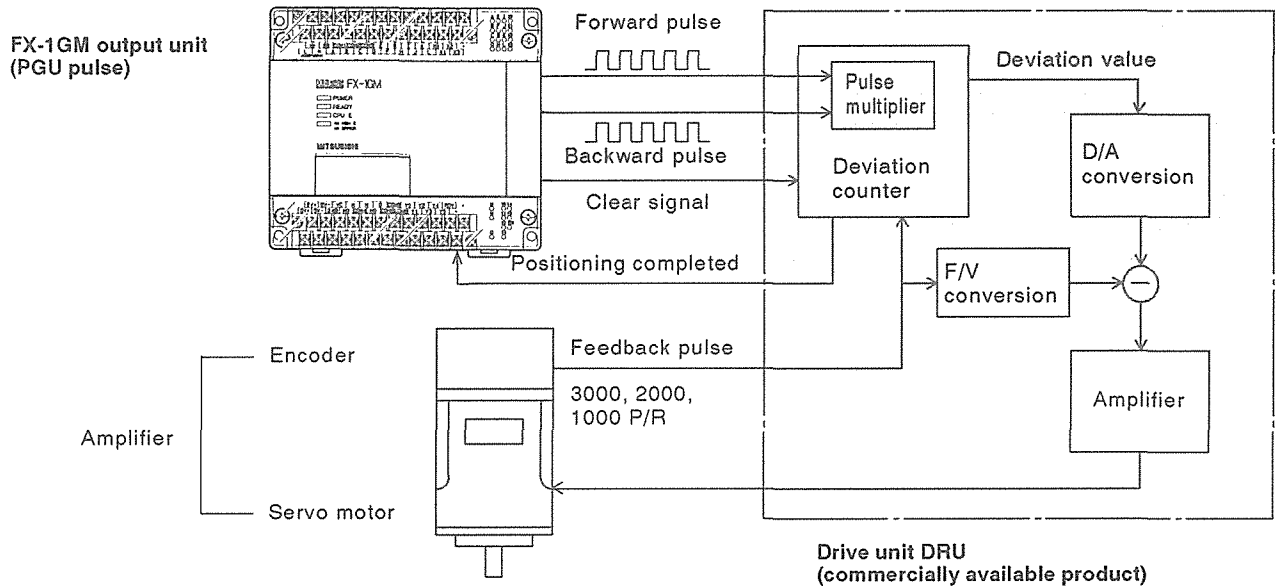 FX-1GM output unit
(PGU pulse)
FX-1GM
POWER
READY
CPU E
MITSUBISHI
Forward pulse
Backward pulse
Clear signal
Positioning completed
Pulse
multiplier
Deviation
counter
Deviation value
D/A
conversion
F/V
conversion
Amplifier
Feedback pulse
3000, 2000,
1000 P/R
Encoder
Amplifier
Servo motor
Drive unit DRU
(commercially available product)